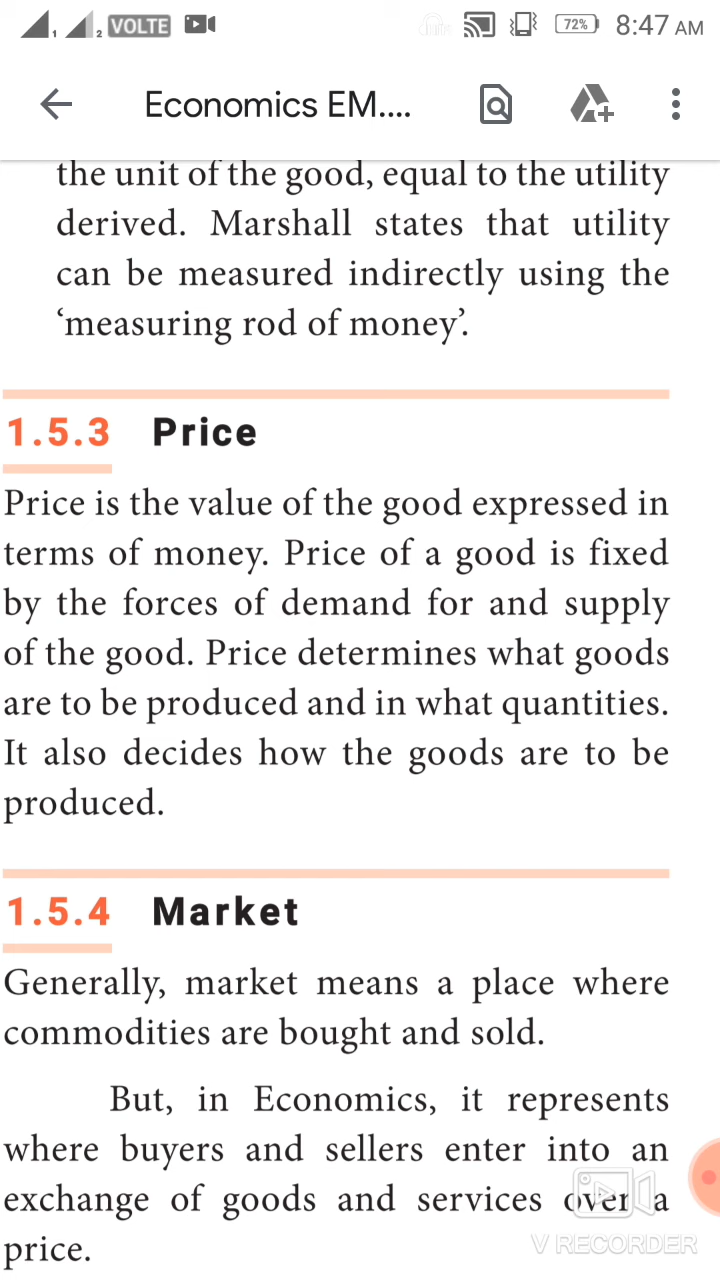 1 2 VOLTE 72% 8:47 AM
Economics EM....
the unit of the good, equal to the utility
derived. Marshall states that utility
can be measured indirectly using the
‘measuring rod of money’.
1.5.3 Price
Price is the value of the good expressed in
terms of money. Price of a good is fixed
by the forces of demand for and supply
of the good. Price determines what goods
are to be produced and in what quantities.
It also decides how the goods are to be
produced.
1.5.4 Market
Generally, market means a place where
commodities are bought and sold.
But, in Economics, it represents
where buyers and sellers enter into an
exchange of goods and services over a
price.
V RECORDER